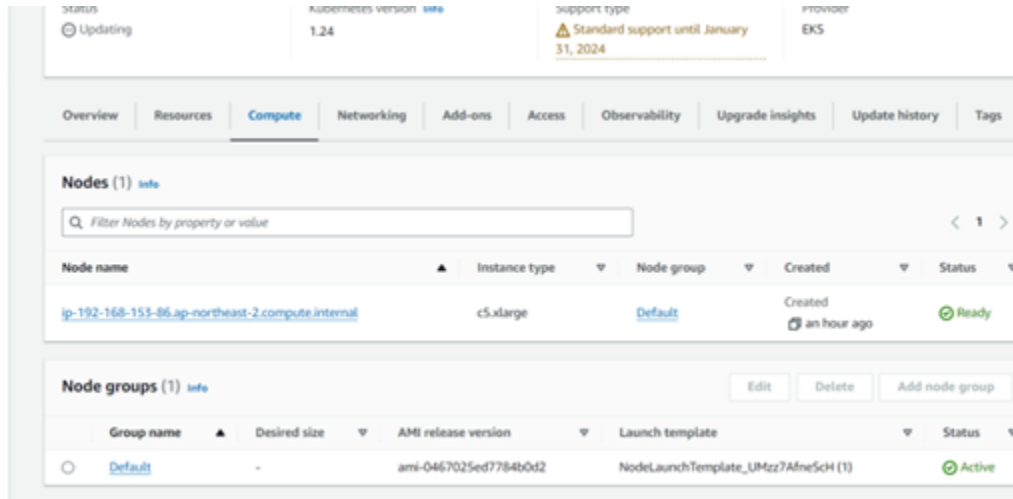 Status Kubernetes version Info Support type Provider
Updating 1.24 Standard support until January EKS
31, 2024
Overview Resources Compute Networking Add-ons Access Observability Upgrade insights Update history Tags
Nodes (1) Info
Filter Nodes by property or value 1
Node name Instance type Node group Created Status
ip-192-168-153-86.ap-northeast-2.compute.internal c5.xlarge Default Created Ready
an hour ago
Node groups (1) Info Edit Delete Add node group
Group name Desired size AMI release version Launch template Status
Default - ami-0467025ed7784b0d2 NodeLaunchTemplate_UMzz7AfneScH (1) Active